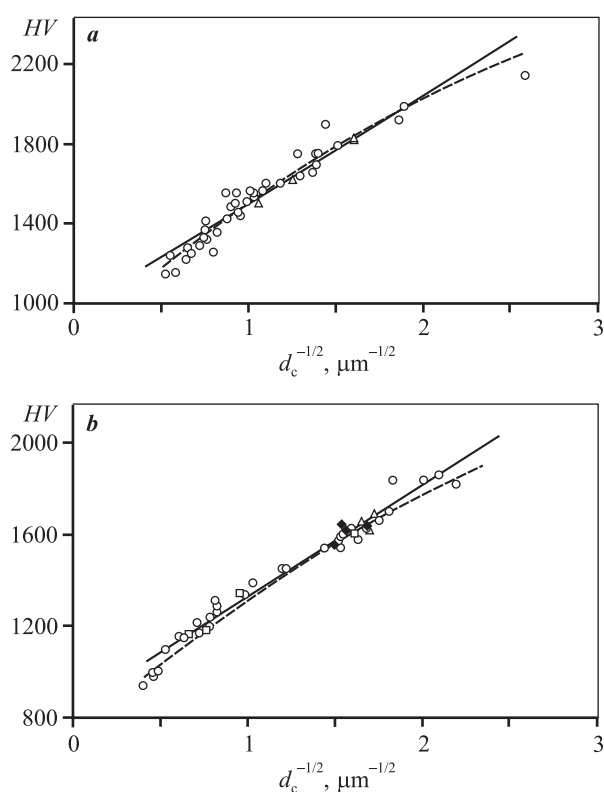 HV
a
2200
1800
1400
1000
0 1 2 3
d_c^{-1/2}, μm^{-1/2}
HV
b
2000
1600
1200
800
0 1 2 3
d_c^{-1/2}, μm^{-1/2}